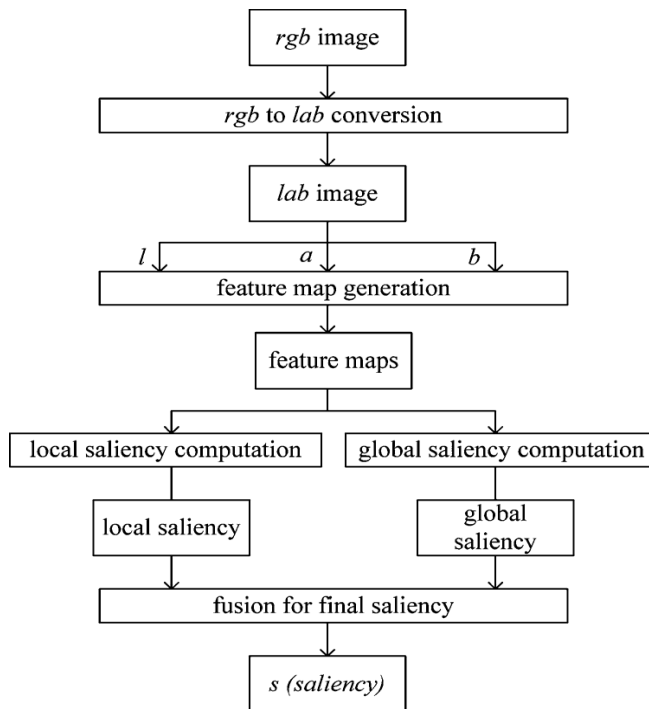 rgb image
rgb to lab conversion
lab image
l
a
b
feature map generation
feature maps
local saliency computation
global saliency computation
local saliency
global
saliency
fusion for final saliency
s (saliency)